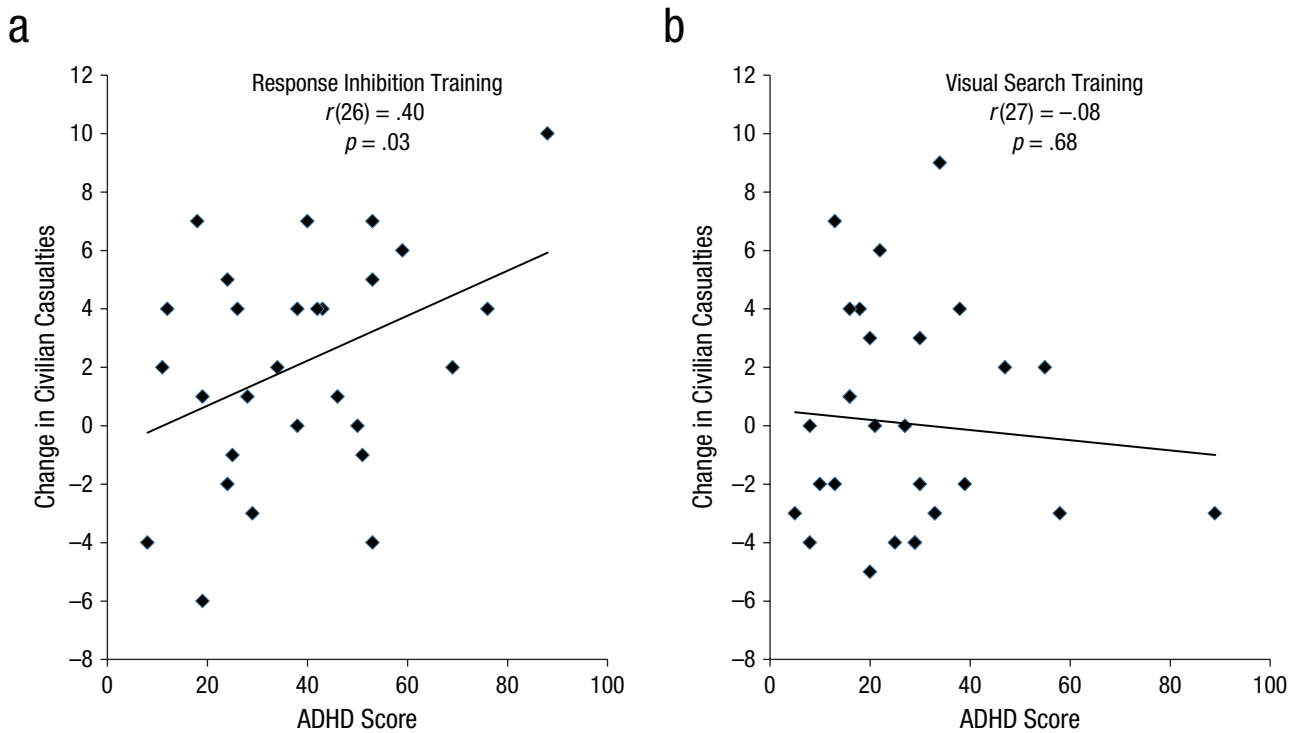 a
Response Inhibition Training
r(26) = .40
p = .03
12
10
8
6
4
2
0
–2
–4
–6
–8
Change in Civilian Casualties
0 20 40 60 80 100
ADHD Score
b
Visual Search Training
r(27) = –.08
p = .68
12
10
8
6
4
2
0
–2
–4
–6
–8
Change in Civilian Casualties
0 20 40 60 80 100
ADHD Score